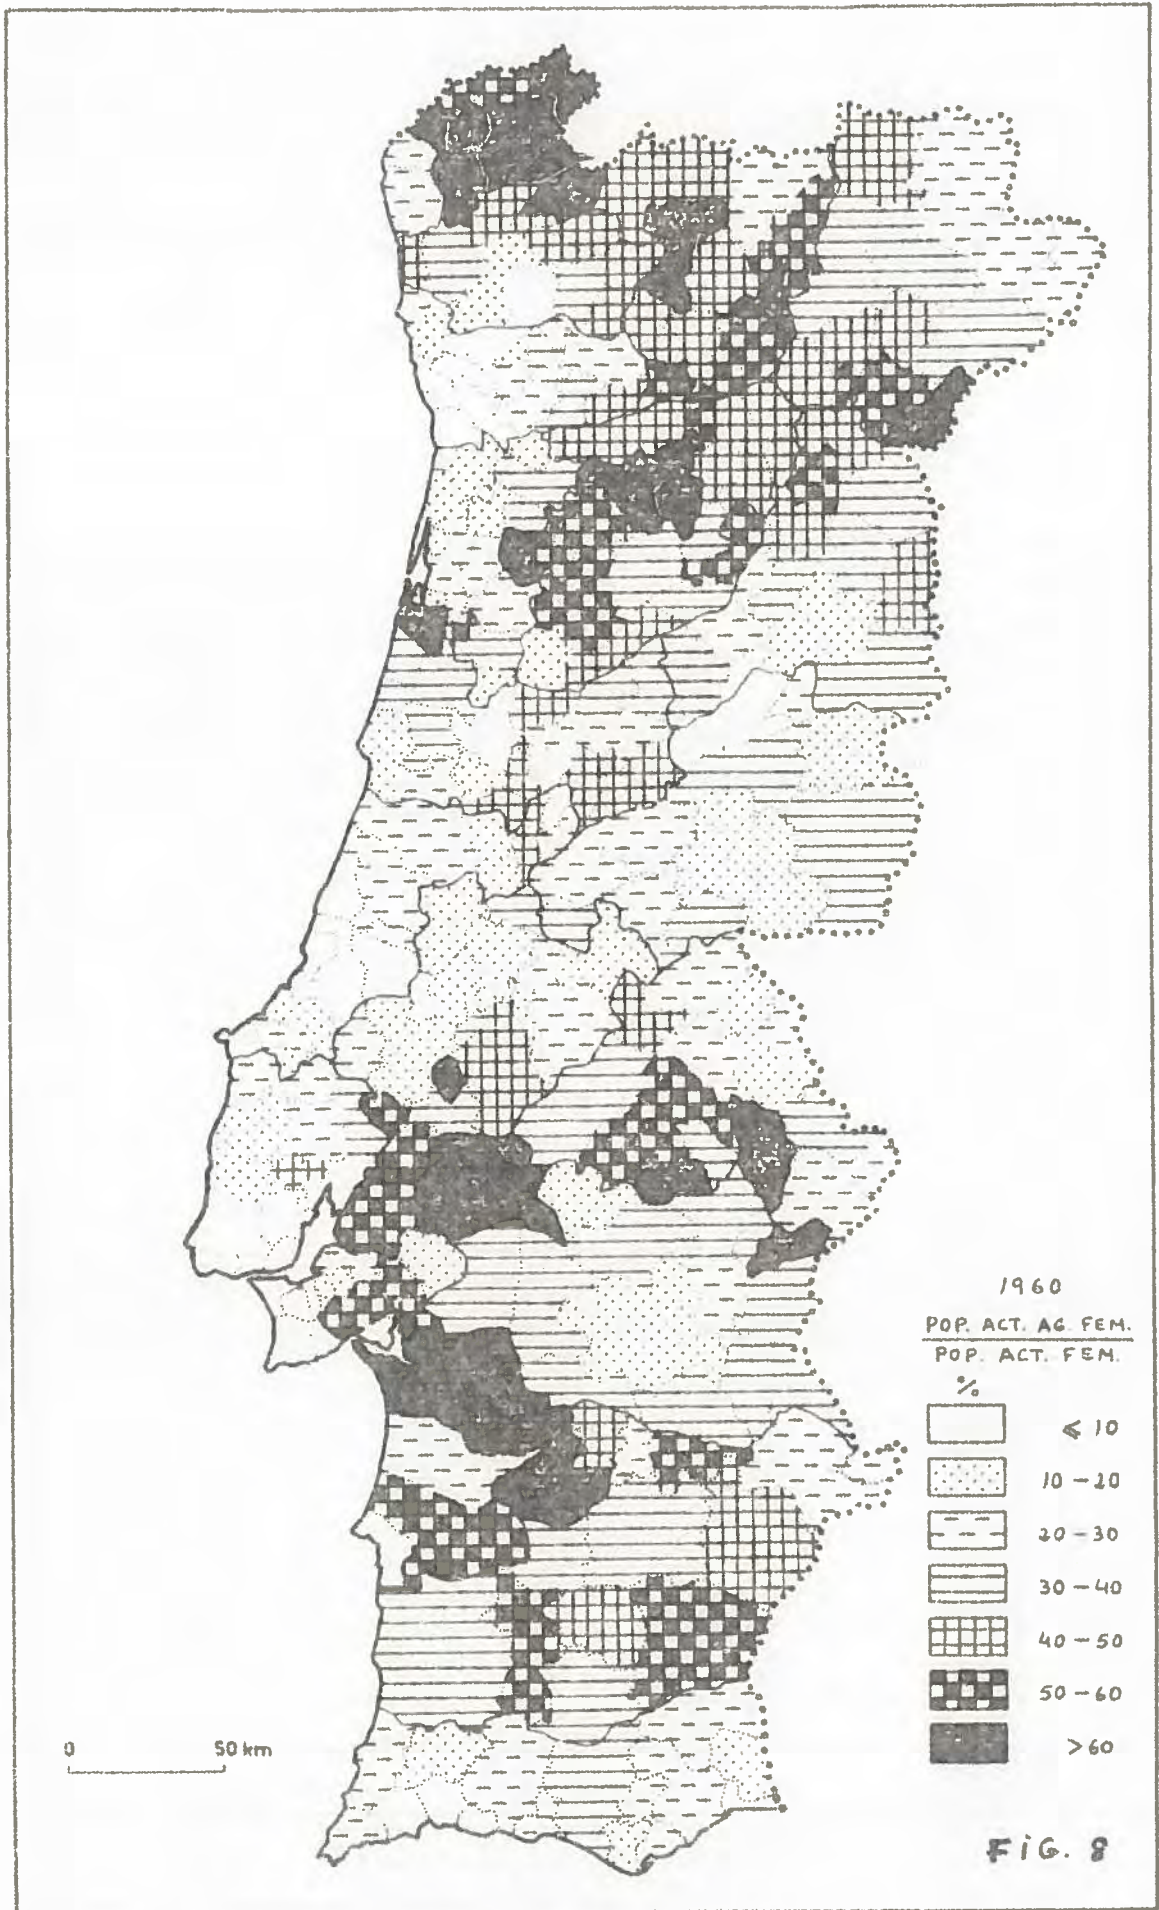 1960
POP. ACT. AG. FEM.
POP. ACT. FEM.
%
≤ 10
10 – 20
20 – 30
30 – 40
40 – 50
50 – 60
> 60
0 50 km
FIG. 8